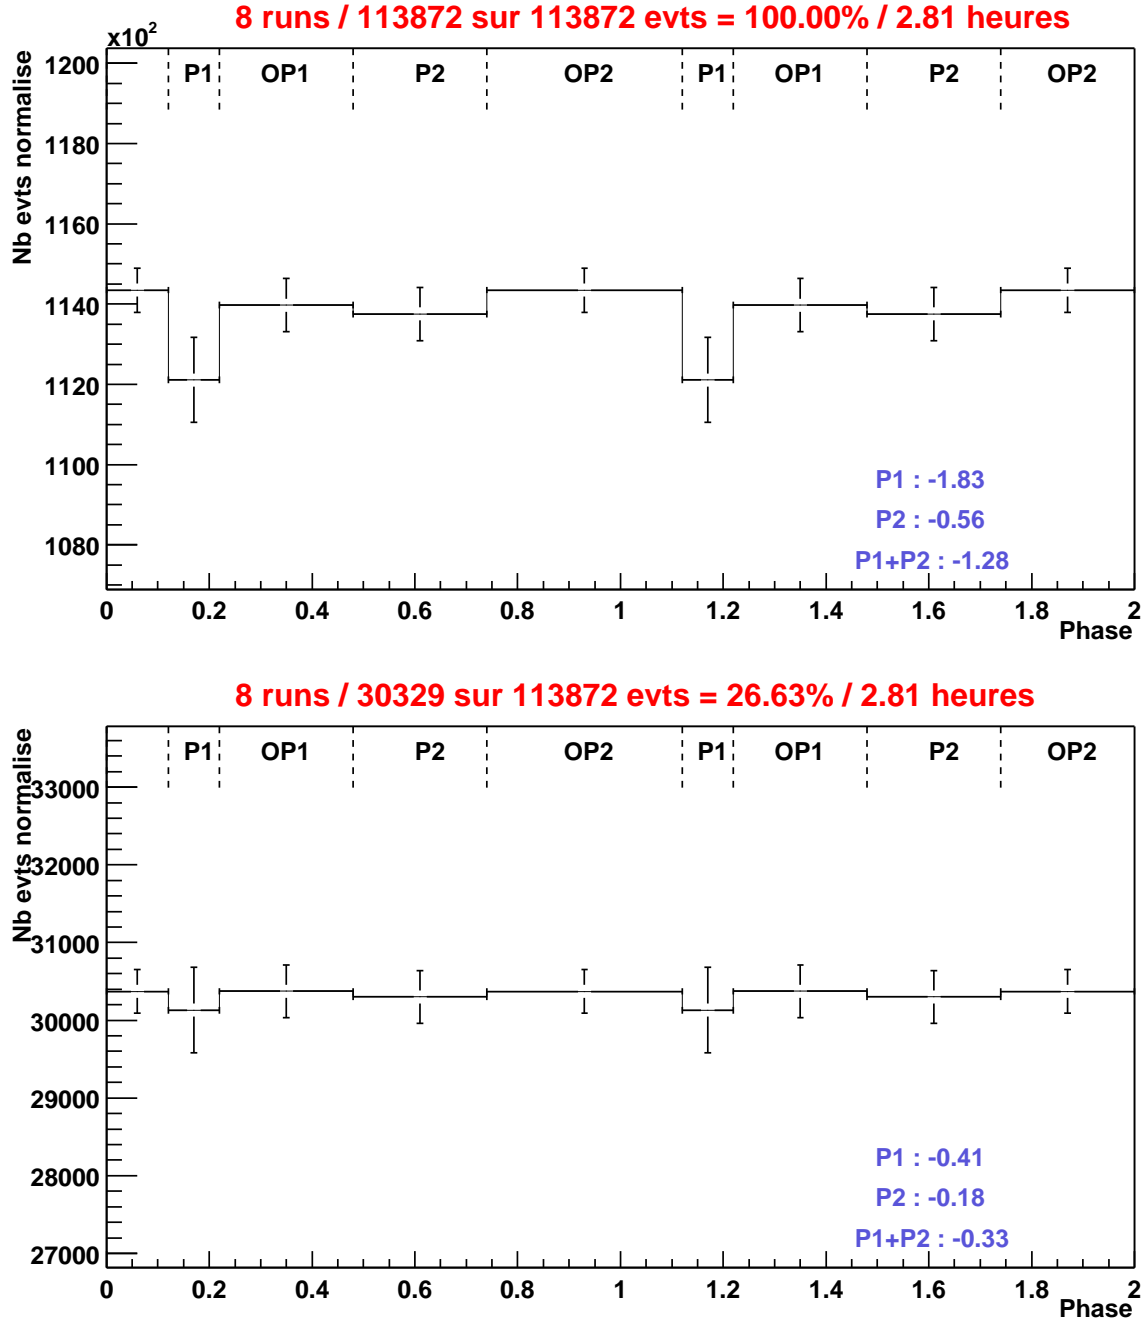 8 runs / 113872 sur 113872 evts = 100.00% / 2.81 heures
x10²
Nb evts normalise
P1 OP1 P2 OP2 P1 OP1 P2 OP2
1200
1180
1160
1140
1120
1100
1080
P1 : -1.83
P2 : -0.56
P1+P2 : -1.28
0 0.2 0.4 0.6 0.8 1 1.2 1.4 1.6 1.8 2
Phase
8 runs / 30329 sur 113872 evts = 26.63% / 2.81 heures
Nb evts normalise
P1 OP1 P2 OP2 P1 OP1 P2 OP2
33000
32000
31000
30000
29000
28000
27000
P1 : -0.41
P2 : -0.18
P1+P2 : -0.33
0 0.2 0.4 0.6 0.8 1 1.2 1.4 1.6 1.8 2
Phase